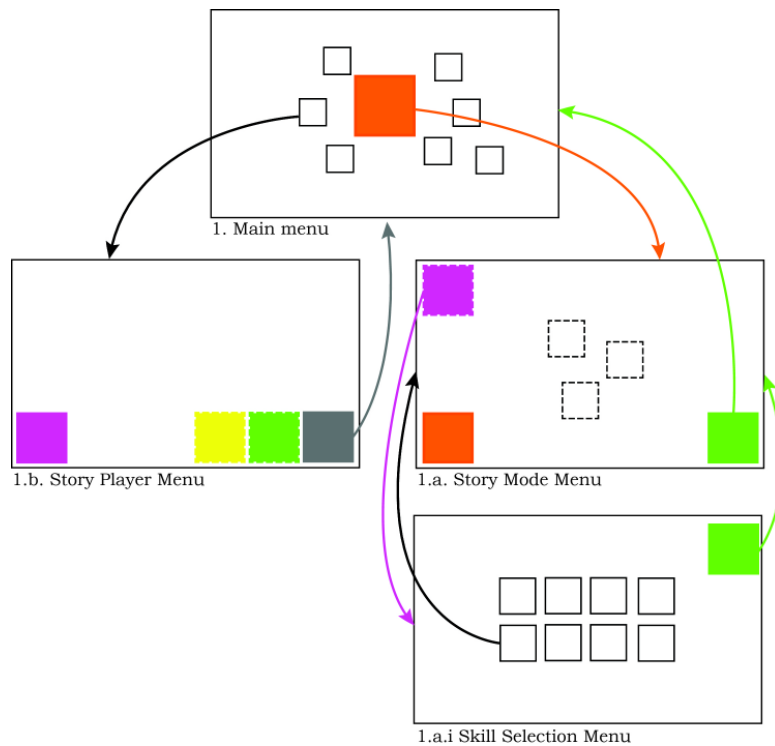 1. Main menu
1.b. Story Player Menu
1.a. Story Mode Menu
1.a.i Skill Selection Menu